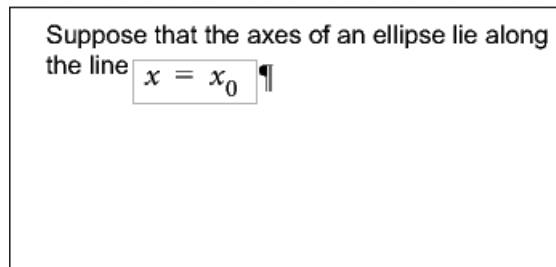 Suppose that the axes of an ellipse lie along
the line x = x₀ ¶